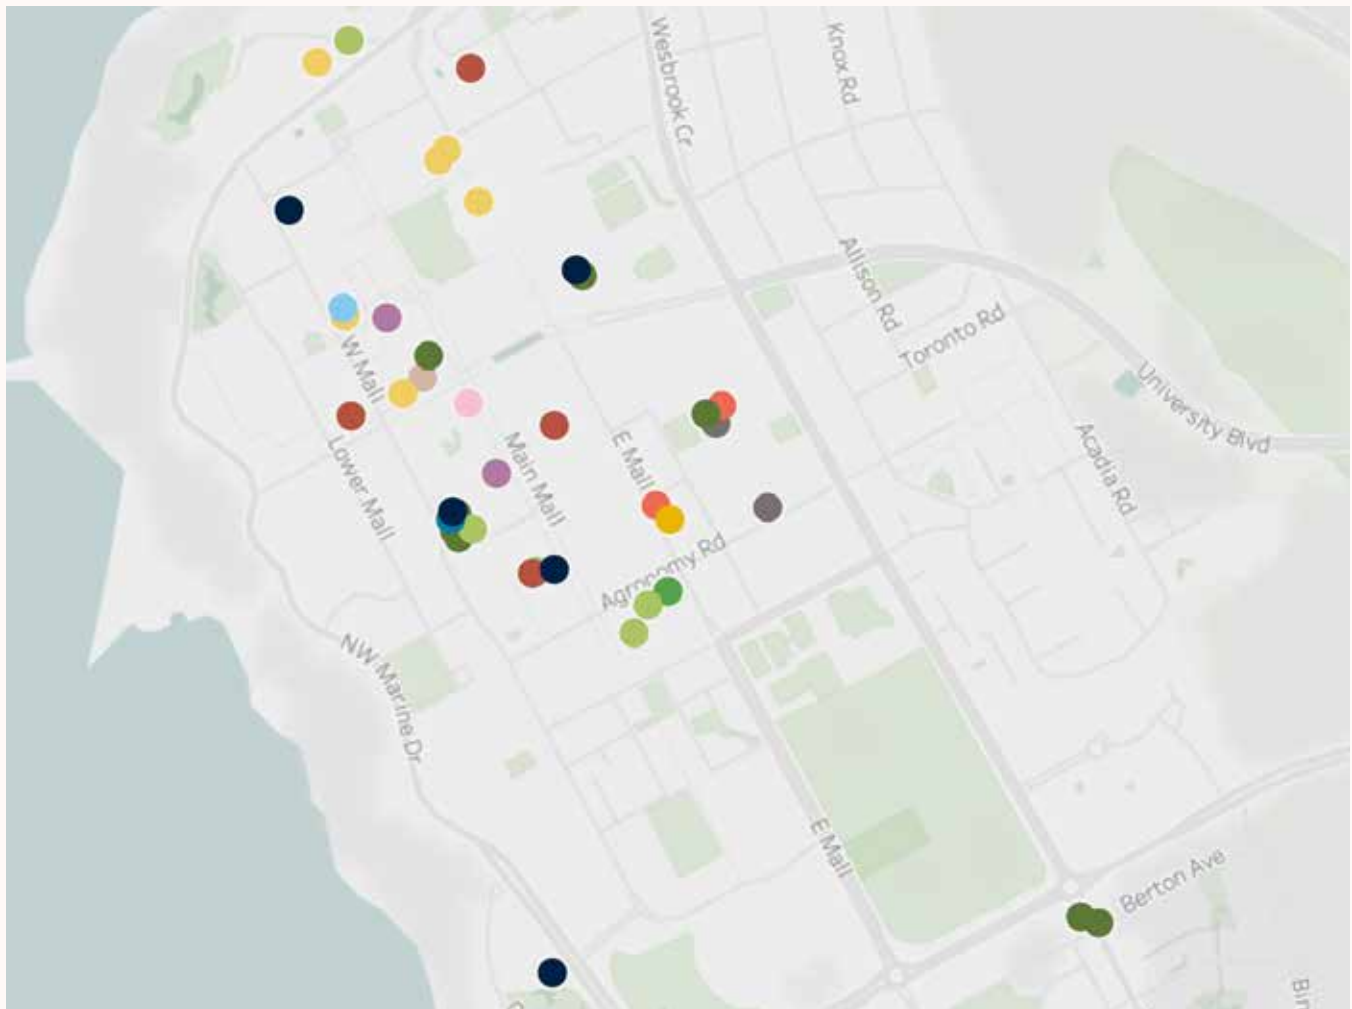 Wesbrook Cr
Knox Rd
Allison Rd
Toronto Rd
University Blvd
Acadia Rd
W Mall
Lower Mall
Main Mall
E Mall
Agronomy Rd
NW Marine Dr
E Mall
Berton Ave